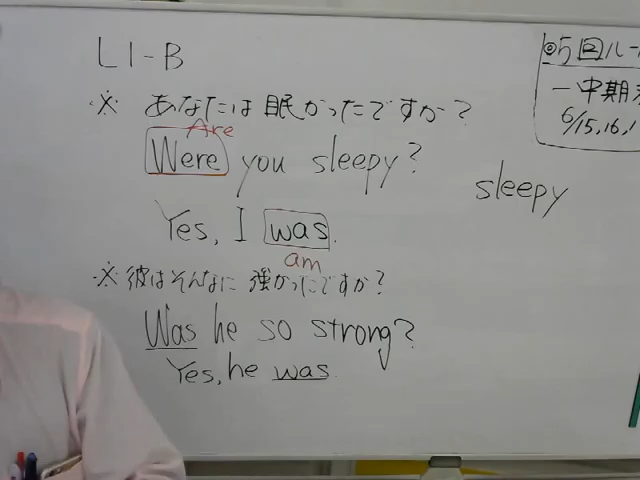 L1-B
※ あなたは眠かったですか?
Are
Were you sleepy?
Yes, I was.
am
※ 彼はそんなに強かったですか?
Was he so strong?
Yes, he was.
sleepy
5回ルー
一中期
6/15,16,1